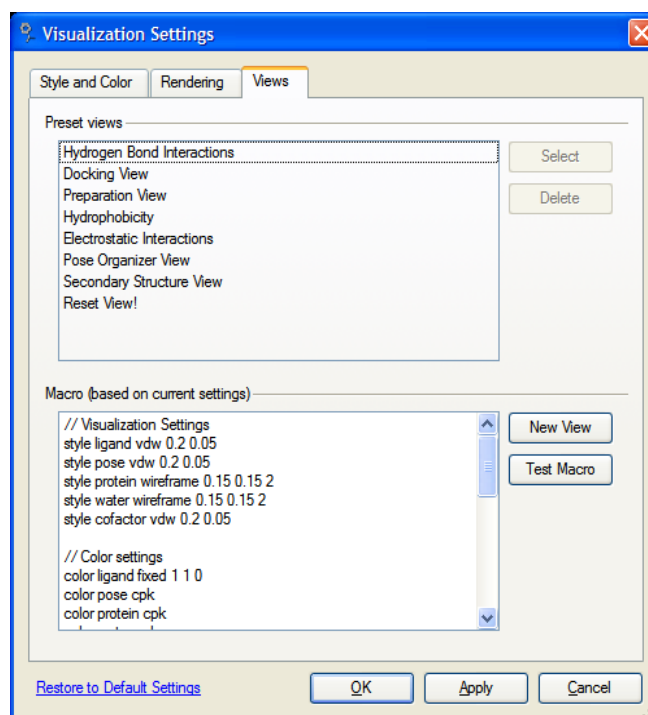 Visualization Settings
Style and Color
Rendering
Views
Preset views
Hydrogen Bond Interactions
Select
Docking View
Preparation View
Delete
Hydrophobicity
Electrostatic Interactions
Pose Organizer View
Secondary Structure View
Reset View!
Macro (based on current settings)
// Visualization Settings
New View
style ligand vdw 0.2 0.05
style pose vdw 0.2 0.05
style protein wireframe 0.15 0.15 2
Test Macro
style water wireframe 0.15 0.15 2
style cofactor vdw 0.2 0.05
// Color settings
color ligand fixed 1 1 0
color pose cpk
color protein cpk
Restore to Default Settings
OK
Apply
Cancel